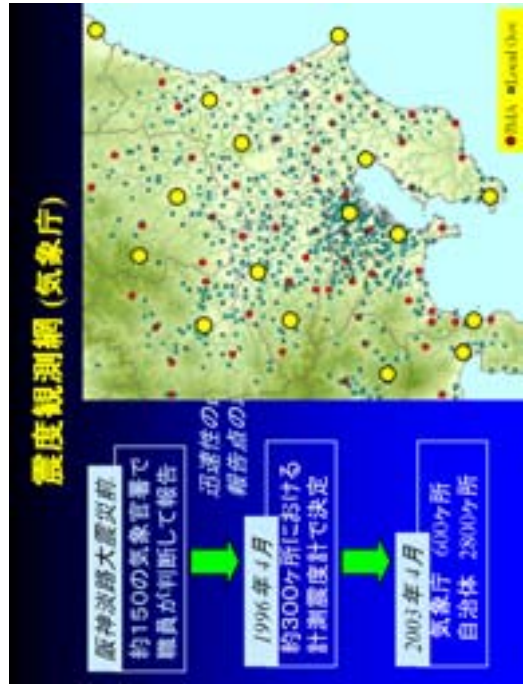 震度観測網 (気象庁)
阪神淡路大震災前
約150の気象官署で
職員が判断して報告
迅速性の
報告点の
1996年4月
約300ヶ所における
計測震度計で決定
2003年4月
気象庁 600ヶ所
自治体 2800ヶ所
JMA Local Gov